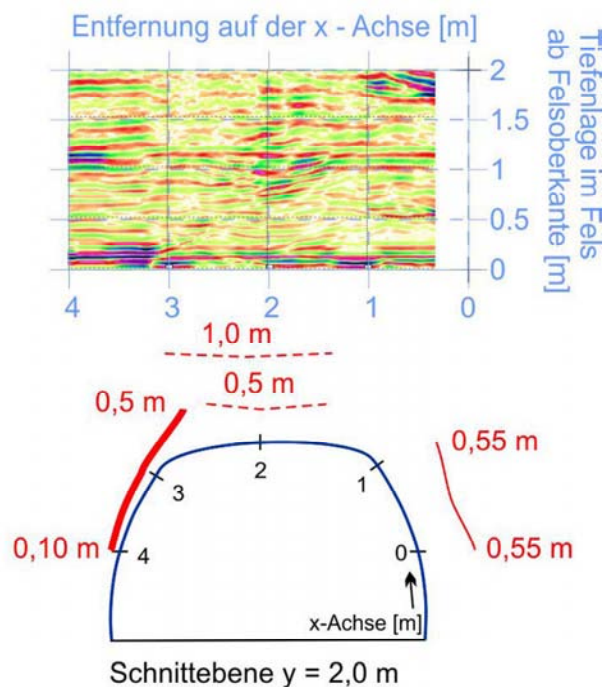 Entfernung auf der x - Achse [m]
Tiefenlage im Fels
ab Felsoberkante [m]
2
1.5
1
0.5
0
4
3
2
1
0
1,0 m
0,5 m
0,5 m
0,55 m
3
2
1
0,10 m
4
0
0,55 m
x-Achse [m]
Schnittebene y = 2,0 m